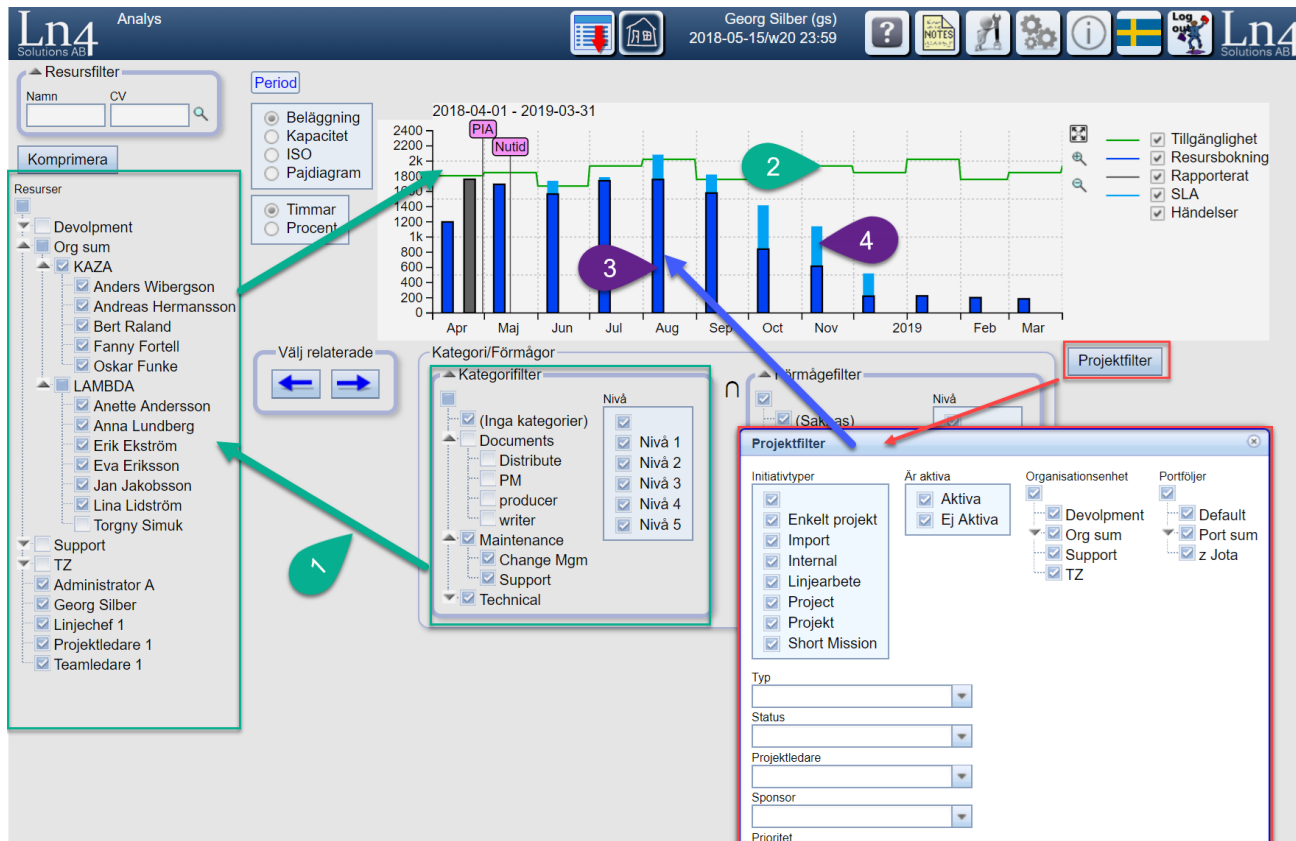 Ln4
Solutions AB
Analys
Georg Silber (gs)
2018-05-15/w20 23:59
?
NOTES
i
Log
out
Ln4
Solutions AB
Resursfilter
Namn
CV
Komprimera
Resurser
Devolpment
Org sum
KAZA
Anders Wibergson
Andreas Hermansson
Bert Raland
Fanny Fortell
Oskar Funke
LAMBDA
Anette Andersson
Anna Lundberg
Erik Ekström
Eva Eriksson
Jan Jakobsson
Lina Lidström
Torgny Simuk
Support
TZ
Administrator A
Georg Silber
Linjechef 1
Projektledare 1
Teamledare 1
1
Period
Beläggning
Kapacitet
ISO
Pajdiagram
Timmar
Procent
2018-04-01 - 2019-03-31
PIA
Nutid
2400
2200
2k
1800
1600
1400
1200
1k
800
600
400
200
0
Apr Maj Jun Jul Aug Sep Oct Nov 2019 Feb Mar
2
3
4
Tillgänglighet
Resursbokning
Rapporterat
SLA
Händelser
Välj relaterade
Kategori/Förmågor
Kategorifilter
(Inga kategorier)
Documents
Distribute
PM
producer
writer
Maintenance
Change Mgm
Support
Technical
Nivå
Nivå 1
Nivå 2
Nivå 3
Nivå 4
Nivå 5
∩
Förmågefilter
(Saknas)
Nivå
Projektfilter
Projektfilter
Initiativtyper
Enkelt projekt
Import
Internal
Linjearbete
Project
Projekt
Short Mission
Är aktiva
Aktiva
Ej Aktiva
Organisationsenhet
Devolpment
Org sum
Support
TZ
Portföljer
Default
Port sum
z Jota
Typ
Status
Projektledare
Sponsor
Prioritet